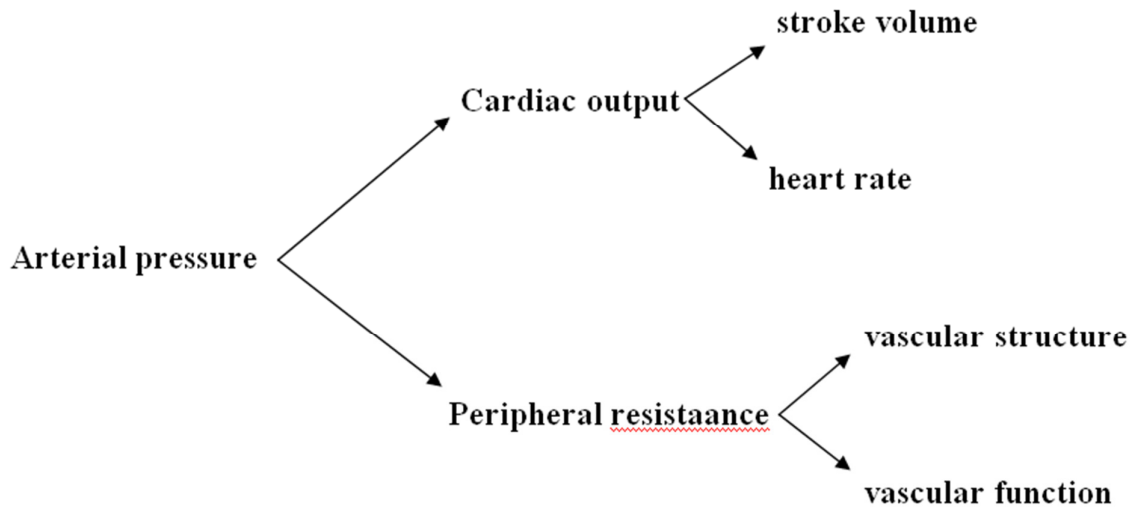 stroke volume
Cardiac output
heart rate
Arterial pressure
vascular structure
Peripheral resistaance
vascular function